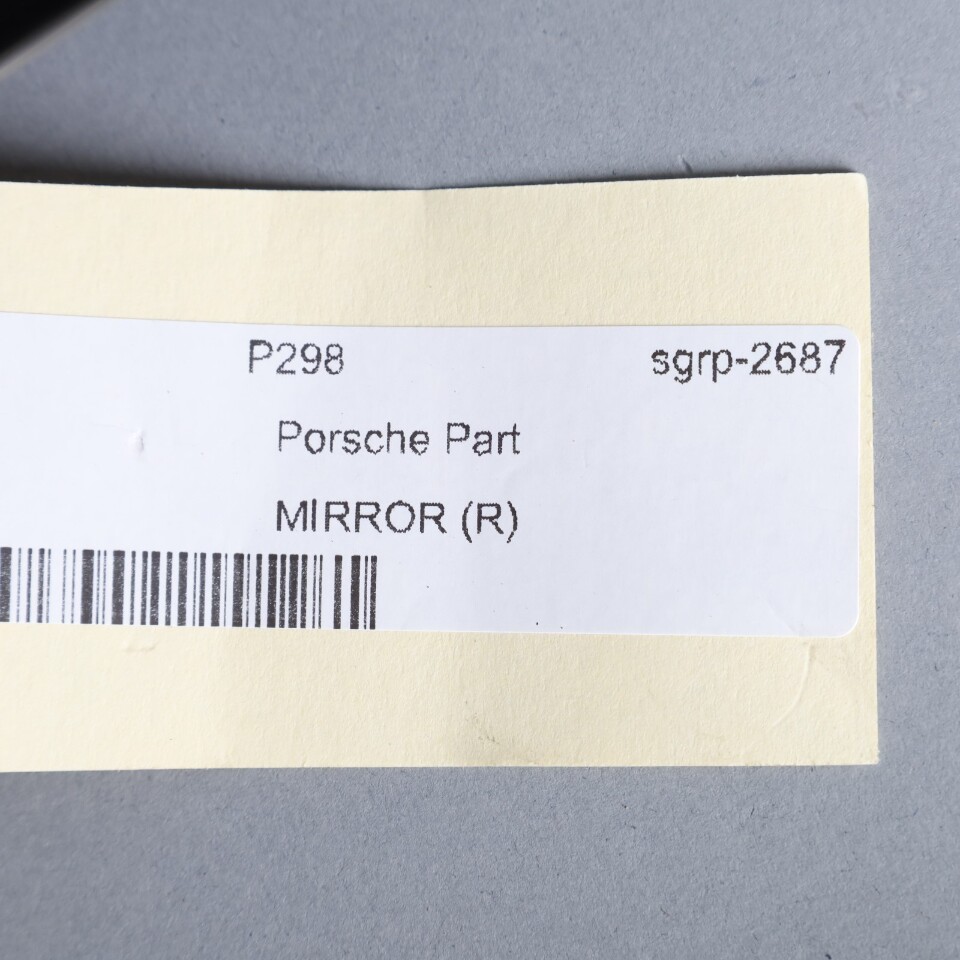 P298 sgrp-2687
Porsche Part
MIRROR (R)